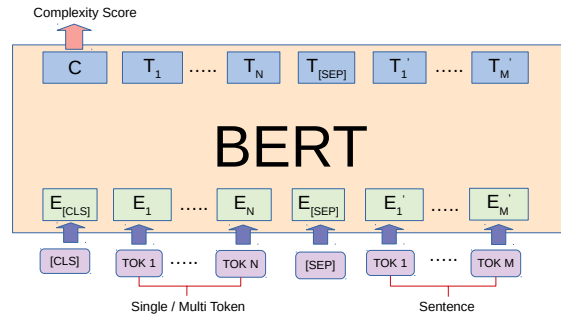 Complexity Score
C T1 ..... TN T[SEP] T1' ..... TM'
BERT
E[CLS] E1 ..... EN E[SEP] E1' ..... EM'
[CLS] TOK 1 ..... TOK N [SEP] TOK 1 ..... TOK M
Single / Multi Token Sentence